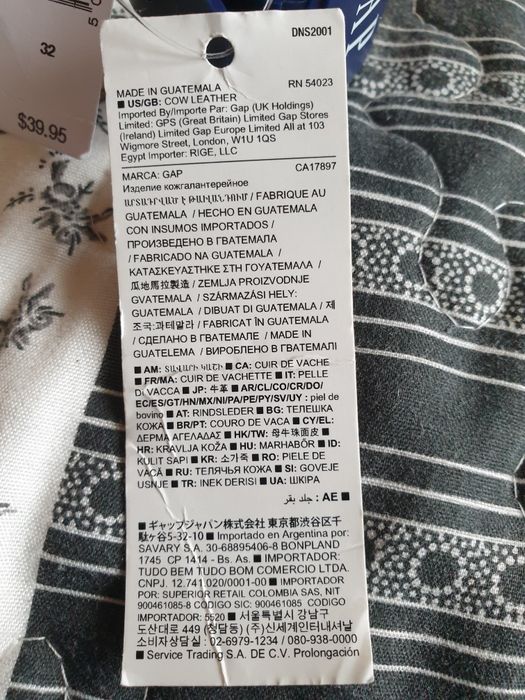 32
$39.95
AP
DNS2001
MADE IN GUATEMALA RN 54023
■ US/GB: COW LEATHER
Imported By/Importe Par: Gap (UK Holdings)
Limited: GPS (Great Britain) Limited Gap Stores
(Ireland) Limited Gap Europe Limited All at 103
Wigmore Street, London, W1U 1QS
Egypt Importer: RIGE, LLC
MARCA: GAP CA17897
Изделие кожгалантерейное
ԱՐՏԱԴՐՎԱԾ Է ԳՎԱՏԵՄԱԼԱՅՈՒՄ / FABRIQUE AU
GUATEMALA / HECHO EN GUATEMALA
CON INSUMOS IMPORTADOS /
ПРОИЗВЕДЕНО В ГВАТЕМАЛА
/ FABRICADO NA GUATEMALA /
ΚΑΤΑΣΚΕΥΑΣΤΗΚΕ ΣΤΗ ΓΟΥΑΤΕΜΑΛΑ /
瓜地馬拉製造 / ZEMLJA PROIZVODNJE
GVATEMALA / SZÁRMAZÁSI HELY:
GUATEMALA / DIBUAT DI GUATEMALA / 제
조국:과테말라 / FABRICAT ÎN GUATEMALA
/ СДЕЛАНО В ГВАТЕМАЛЕ / MADE IN
GUATELEMA / ВИРОБЛЕНО В ГВАТЕМАЛІ
■ AM: ՏԱՎԱՐԻ ԿԱՇԻ ■ CA: CUIR DE VACHE
■ FR/MA: CUIR DE VACHETTE ■ IT: PELLE
DI VACCA ■ JP: 牛革 ■ AR/CL/CO/CR/DO/
EC/ES/GT/HN/MX/NI/PA/PE/PY/SV/UY : piel de
bovino ■ AT: RINDSLEDER ■ BG: ТЕЛЕШКА
КОЖА ■ BR/PT: COURO DE VACA ■ CY/EL:
ΔΕΡΜΑ ΑΓΕΛΑΔΑΣ ■ HK/TW: 母牛珠面皮 ■
HR: KRAVLJA KOŽA ■ HU: MARHABŐR ■ ID:
KULIT SAPI ■ KR: 소가죽 ■ RO: PIELE DE
VACĂ ■ RU: ТЕЛЯЧЬЯ КОЖА ■ SI: GOVEJE
USNJE ■ TR: INEK DERISI ■ UA: ШКІРА
■ AE: جلد بقر
■ ギャップジャパン株式会社 東京都渋谷区千
駄ヶ谷5-32-10 ■ Importado en Argentina por:
SAVARY S.A. 30-68895406-8 BONPLAND
1745 CP 1414 - Bs. As. ■ IMPORTADOR:
TUDO BEM TUDO BOM COMERCIO LTDA.
CNPJ. 12.741.020/0001-00 ■ IMPORTADOR
POR: SUPERIOR RETAIL COLOMBIA SAS, NIT
900461085-8 CODIGO SIC: 900461085 CODIGO
IMPORTADOR: 5520 ■ 서울특별시 강남구
도산대로 449 (청담동) (주)신세계인터내셔날
소비자상담실 : 02-6979-1234 / 080-938-0000
■ Service Trading S.A. DE C.V. Prolongación